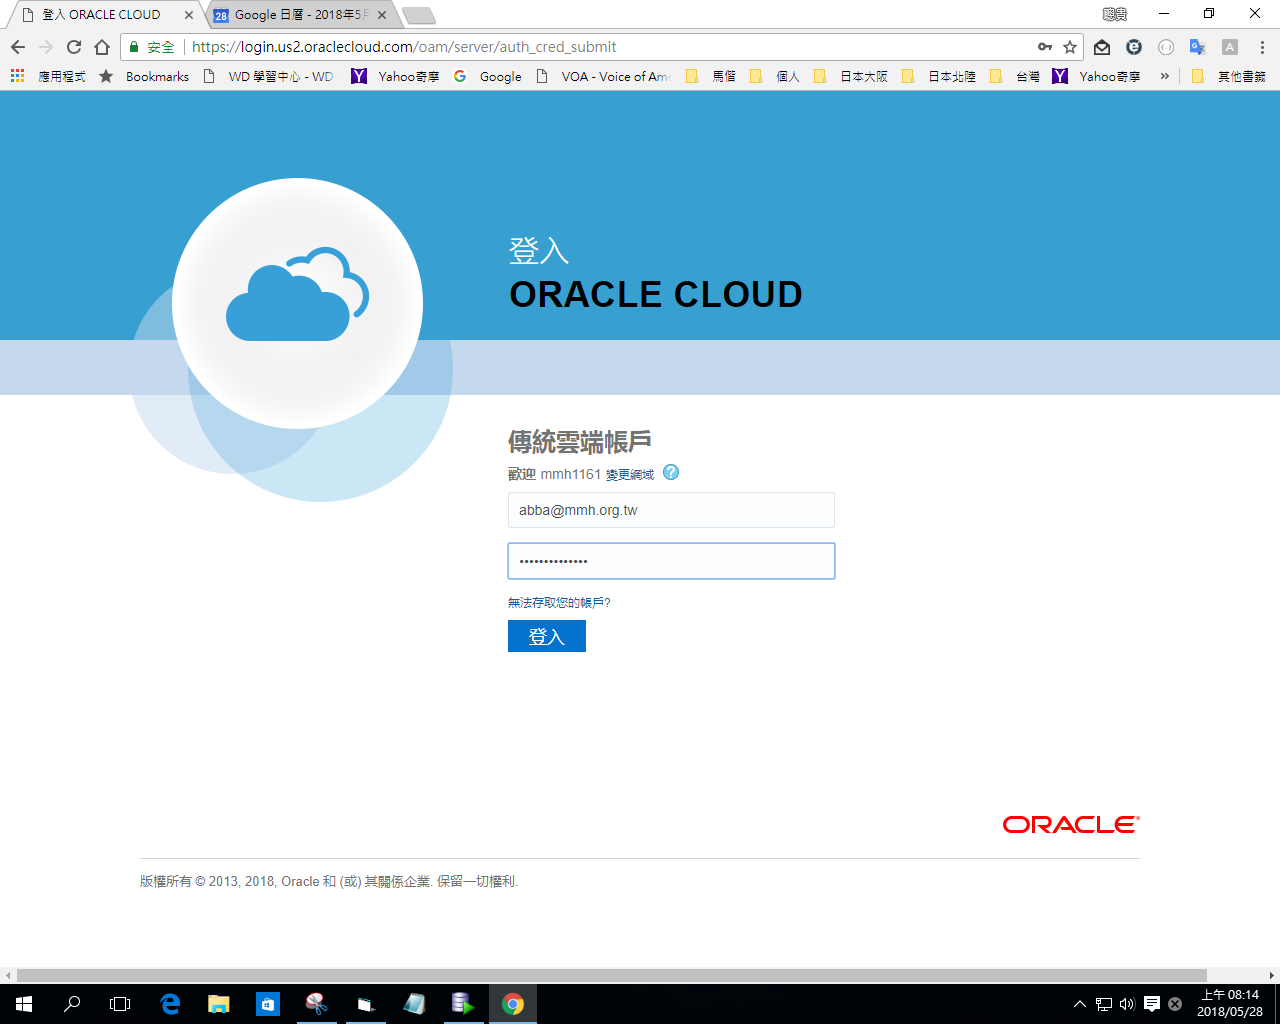 登入 ORACLE CLOUD
Google 日曆 - 2018年5月
安全
https://login.us2.oraclecloud.com/oam/server/auth_cred_submit
應用程式
Bookmarks
WD 學習中心 - WD
Yahoo奇摩
Google
VOA - Voice of Ame
馬偕
個人
日本大阪
日本北陸
台灣
Yahoo奇摩
»
其他書籤
登入
ORACLE CLOUD
傳統雲端帳戶
歡迎 mmh1161 變更網域 ?
abba@mmh.org.tw
••••••••••••••
無法存取您的帳戶?
登入
ORACLE
版權所有 © 2013, 2018, Oracle 和 (或) 其關係企業. 保留一切權利.
上午 08:14
2018/05/28